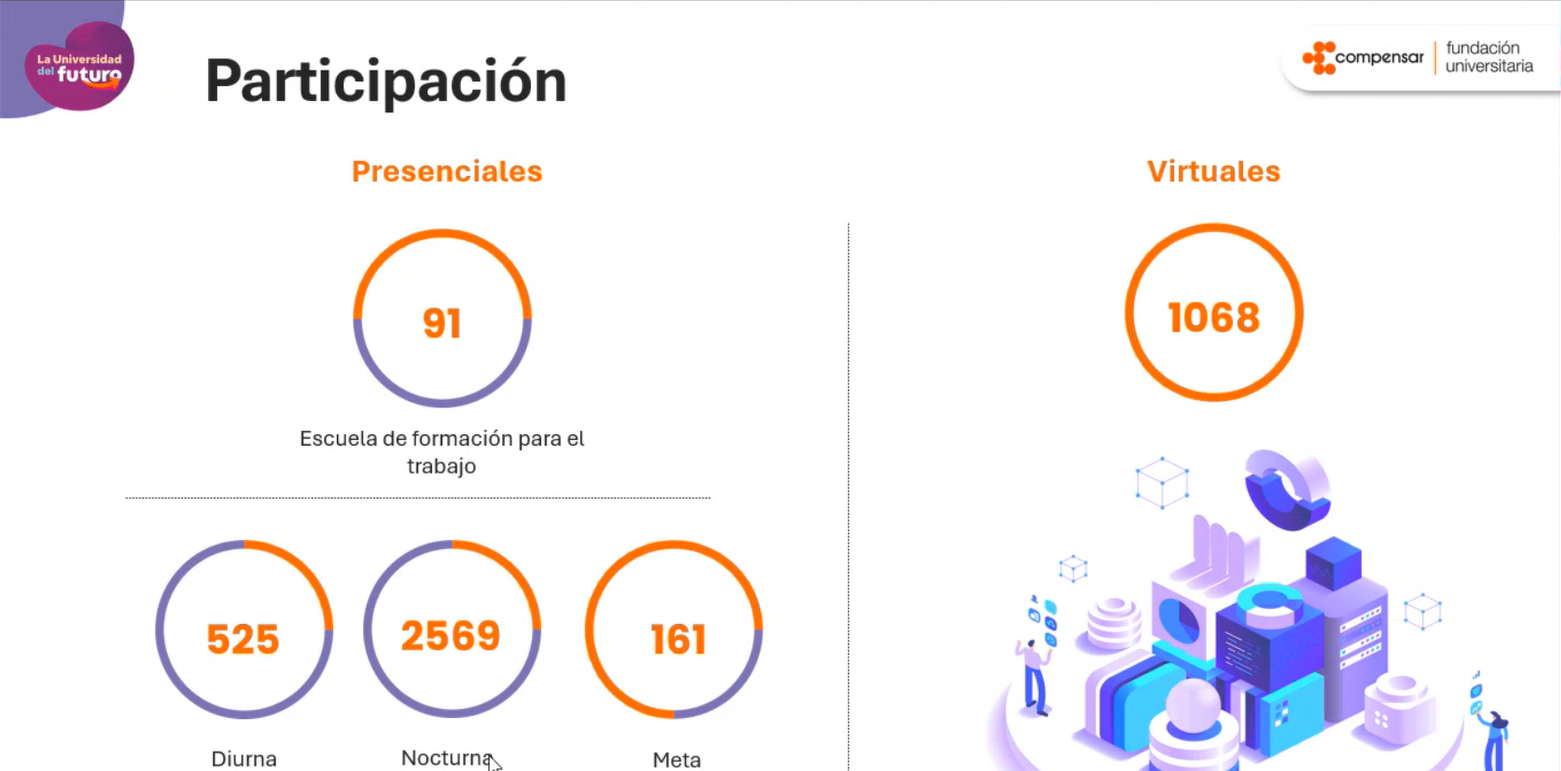 La Universidad
del futuro
Participación
compensar
fundación
universitaria
Presenciales
91
Escuela de formación para el
trabajo
525
2569
161
Diurna
Nocturna
Meta
Virtuales
1068